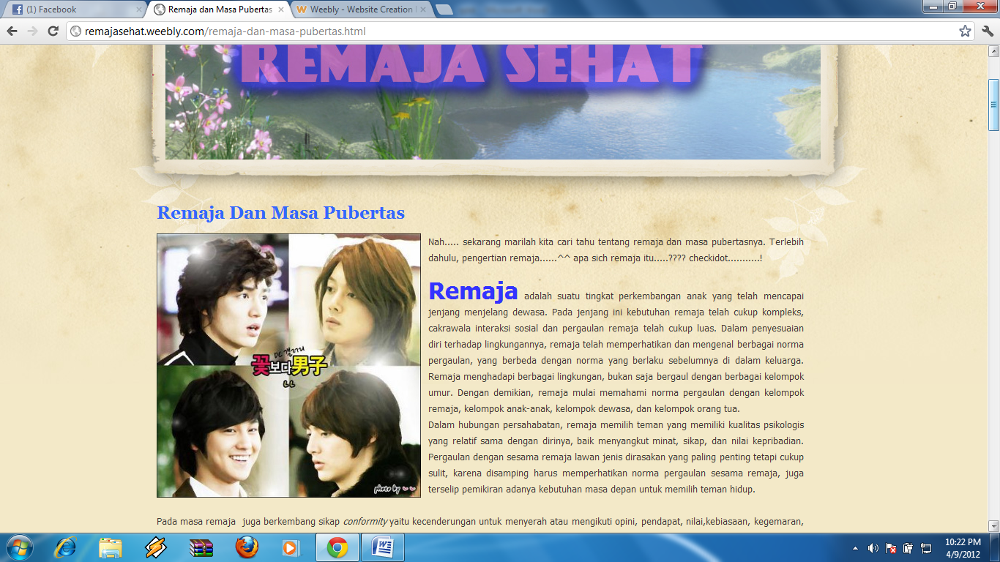 (1) Facebook
Remaja dan Masa Pubertas
Weebly - Website Creation
remajasehat.weebly.com/remaja-dan-masa-pubertas.html
REMAJA SEHAT
Remaja Dan Masa Pubertas
Nah..... sekarang marilah kita cari tahu tentang remaja dan masa pubertasnya. Terlebih
dahulu, pengertian remaja......^^ apa sich remaja itu.....???? checkidot...........!
Remaja adalah suatu tingkat perkembangan anak yang telah mencapai
jenjang menjelang dewasa. Pada jenjang ini kebutuhan remaja telah cukup kompleks,
cakrawala interaksi sosial dan pergaulan remaja telah cukup luas. Dalam penyesuaian
diri terhadap lingkungannya, remaja telah memperhatikan dan mengenal berbagai norma
pergaulan, yang berbeda dengan norma yang berlaku sebelumnya di dalam keluarga.
Remaja menghadapi berbagai lingkungan, bukan saja bergaul dengan berbagai kelompok
umur. Dengan demikian, remaja mulai memahami norma pergaulan dengan kelompok
remaja, kelompok anak-anak, kelompok dewasa, dan kelompok orang tua.
Dalam hubungan persahabatan, remaja memilih teman yang memiliki kualitas psikologis
yang relatif sama dengan dirinya, baik menyangkut minat, sikap, dan nilai kepribadian.
Pergaulan dengan sesama remaja lawan jenis dirasakan yang paling penting tetapi cukup
sulit, karena disamping harus memperhatikan norma pergaulan sesama remaja, juga
terselip pemikiran adanya kebutuhan masa depan untuk memilih teman hidup.
DC갤러리
꽃보다男子
photo by
Pada masa remaja  juga berkembang sikap conformity yaitu kecenderungan untuk menyerah atau mengikuti opini, pendapat, nilai,kebiasaan, kegemaran,
10:22 PM
4/9/2012